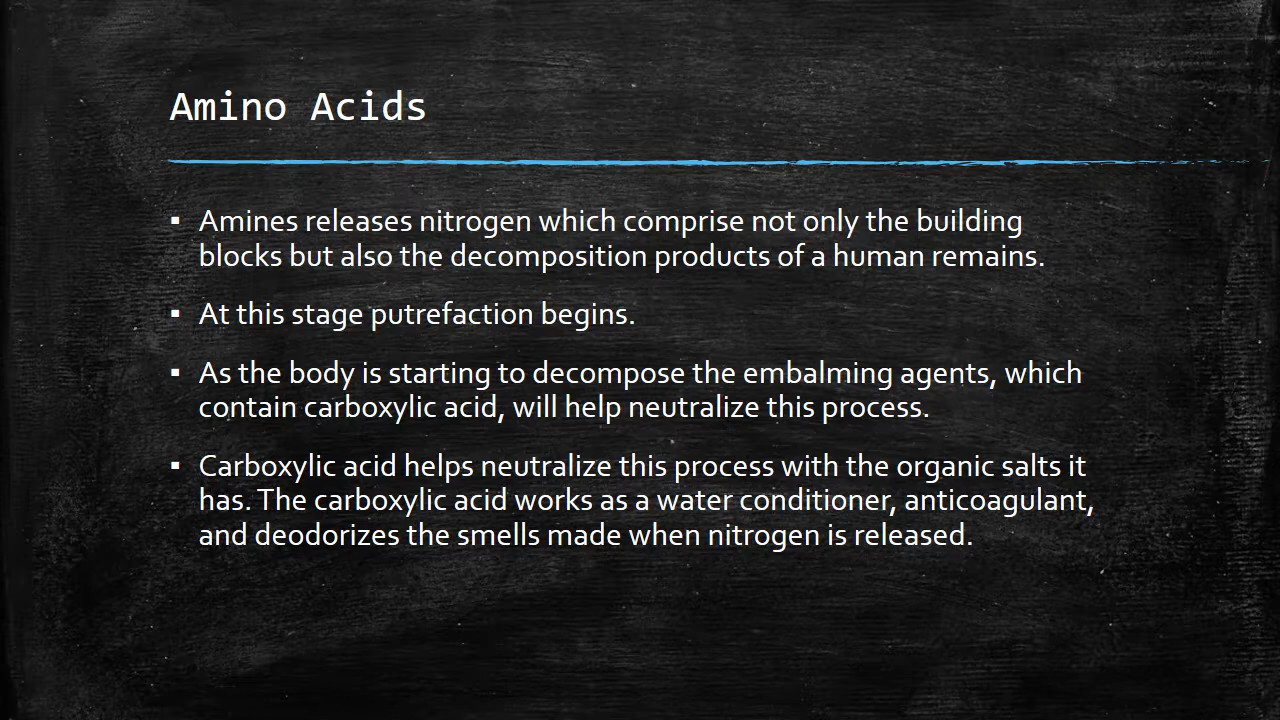 Amino Acids
▪ Amines releases nitrogen which comprise not only the building
blocks but also the decomposition products of a human remains.
▪ At this stage putrefaction begins.
▪ As the body is starting to decompose the embalming agents, which
contain carboxylic acid, will help neutralize this process.
▪ Carboxylic acid helps neutralize this process with the organic salts it
has. The carboxylic acid works as a water conditioner, anticoagulant,
and deodorizes the smells made when nitrogen is released.